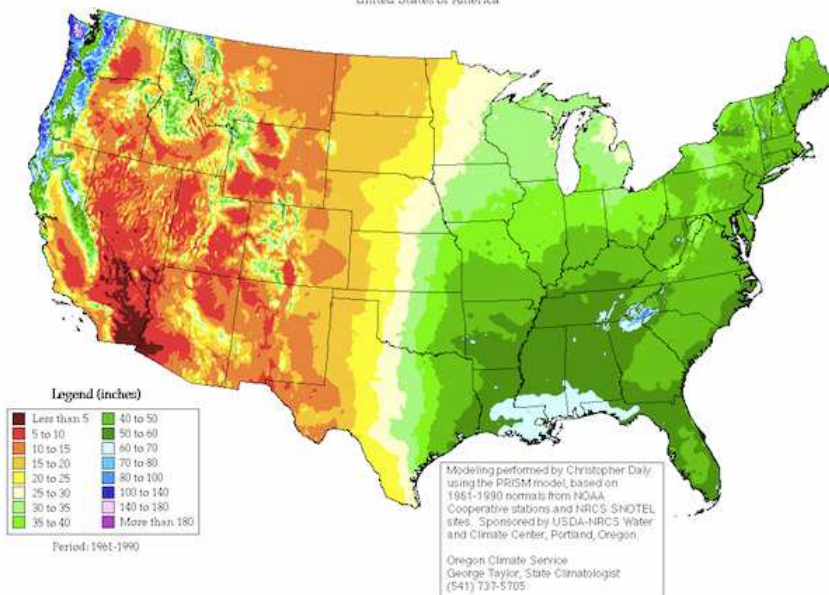 United States of America
Legend (inches)
Less than 5
5 to 10
10 to 15
15 to 20
20 to 25
25 to 30
30 to 35
35 to 40
40 to 50
50 to 60
60 to 70
70 to 80
80 to 100
100 to 140
140 to 180
More than 180
Period: 1961-1990
Modeling performed by Christopher Daly
using the PRISM model, based on
1961-1990 normals from NOAA
Cooperative stations and NRCS SNOTEL
sites. Sponsored by USDA-NRCS Water
and Climate Center, Portland, Oregon.
Oregon Climate Service
George Taylor, State Climatologist
(541) 737-5705